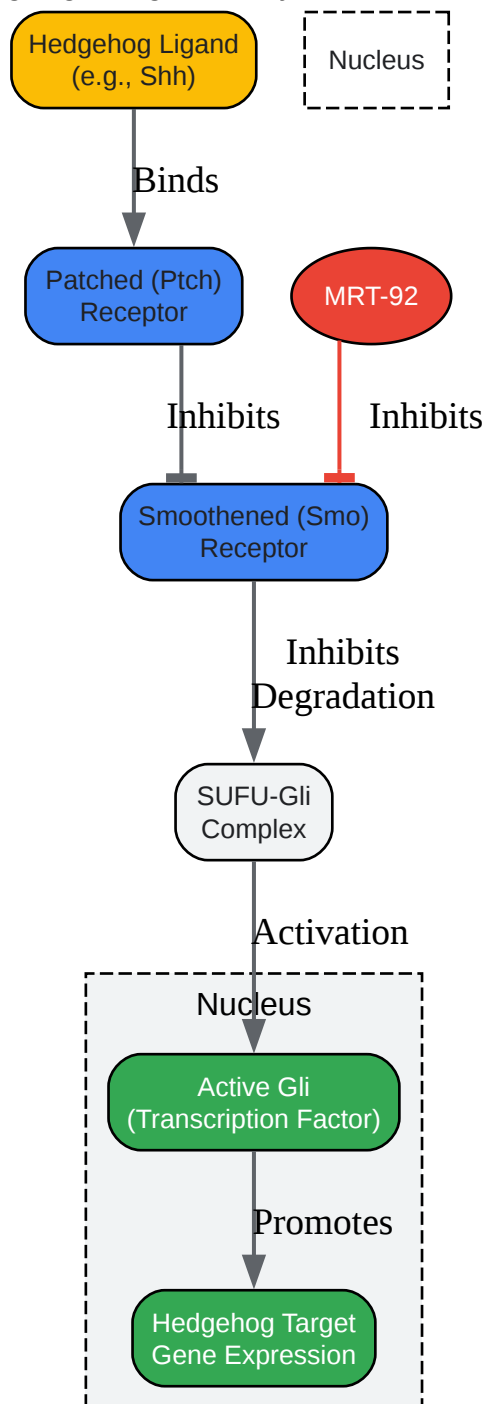 Hedgehog Ligand
(e.g., Shh)
Nucleus
Binds
Patched (Ptch)
Receptor
MRT-92
Inhibits
Inhibits
Smoothened (Smo)
Receptor
Inhibits
Degradation
SUFU-Gli
Complex
Activation
Nucleus
Active Gli
(Transcription Factor)
Promotes
Hedgehog Target
Gene Expression